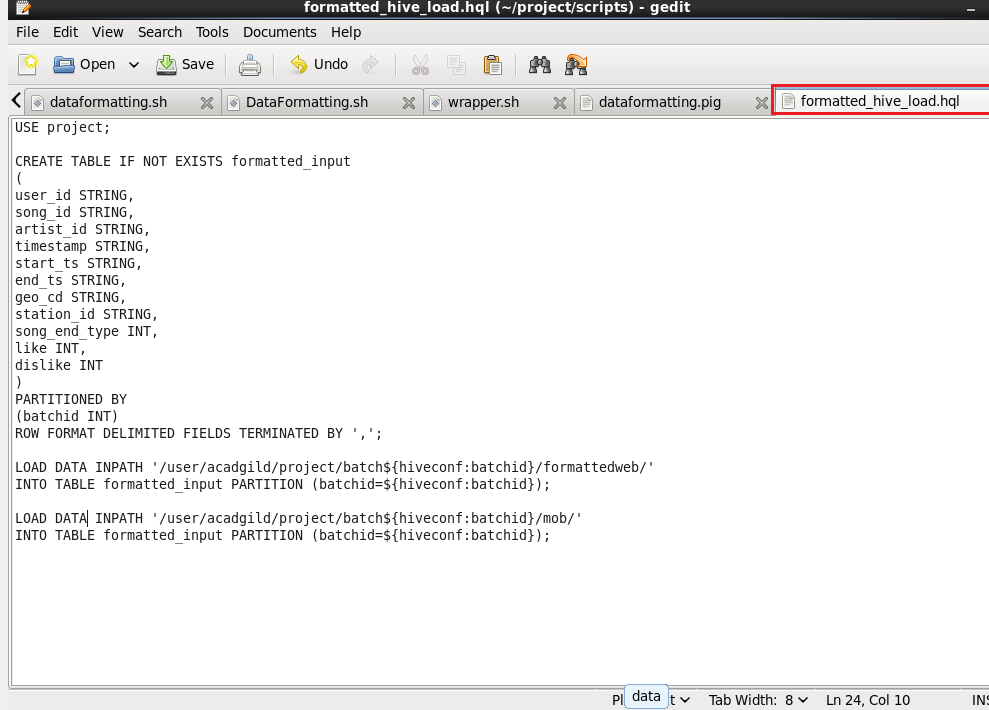 formatted_hive_load.hql (~/project/scripts) - gedit
File Edit View Search Tools Documents Help
Open Save Undo
dataformatting.sh DataFormatting.sh wrapper.sh dataformatting.pig formatted_hive_load.hql
USE project;
CREATE TABLE IF NOT EXISTS formatted_input
(
user_id STRING,
song_id STRING,
artist_id STRING,
timestamp STRING,
start_ts STRING,
end_ts STRING,
geo_cd STRING,
station_id STRING,
song_end_type INT,
like INT,
dislike INT
)
PARTITIONED BY
(batchid INT)
ROW FORMAT DELIMITED FIELDS TERMINATED BY ',';
LOAD DATA INPATH '/user/acadgild/project/batch${hiveconf:batchid}/formattedweb/'
INTO TABLE formatted_input PARTITION (batchid=${hiveconf:batchid});
LOAD DATA INPATH '/user/acadgild/project/batch${hiveconf:batchid}/mob/'
INTO TABLE formatted_input PARTITION (batchid=${hiveconf:batchid});
data Tab Width: 8 Ln 24, Col 10 INS